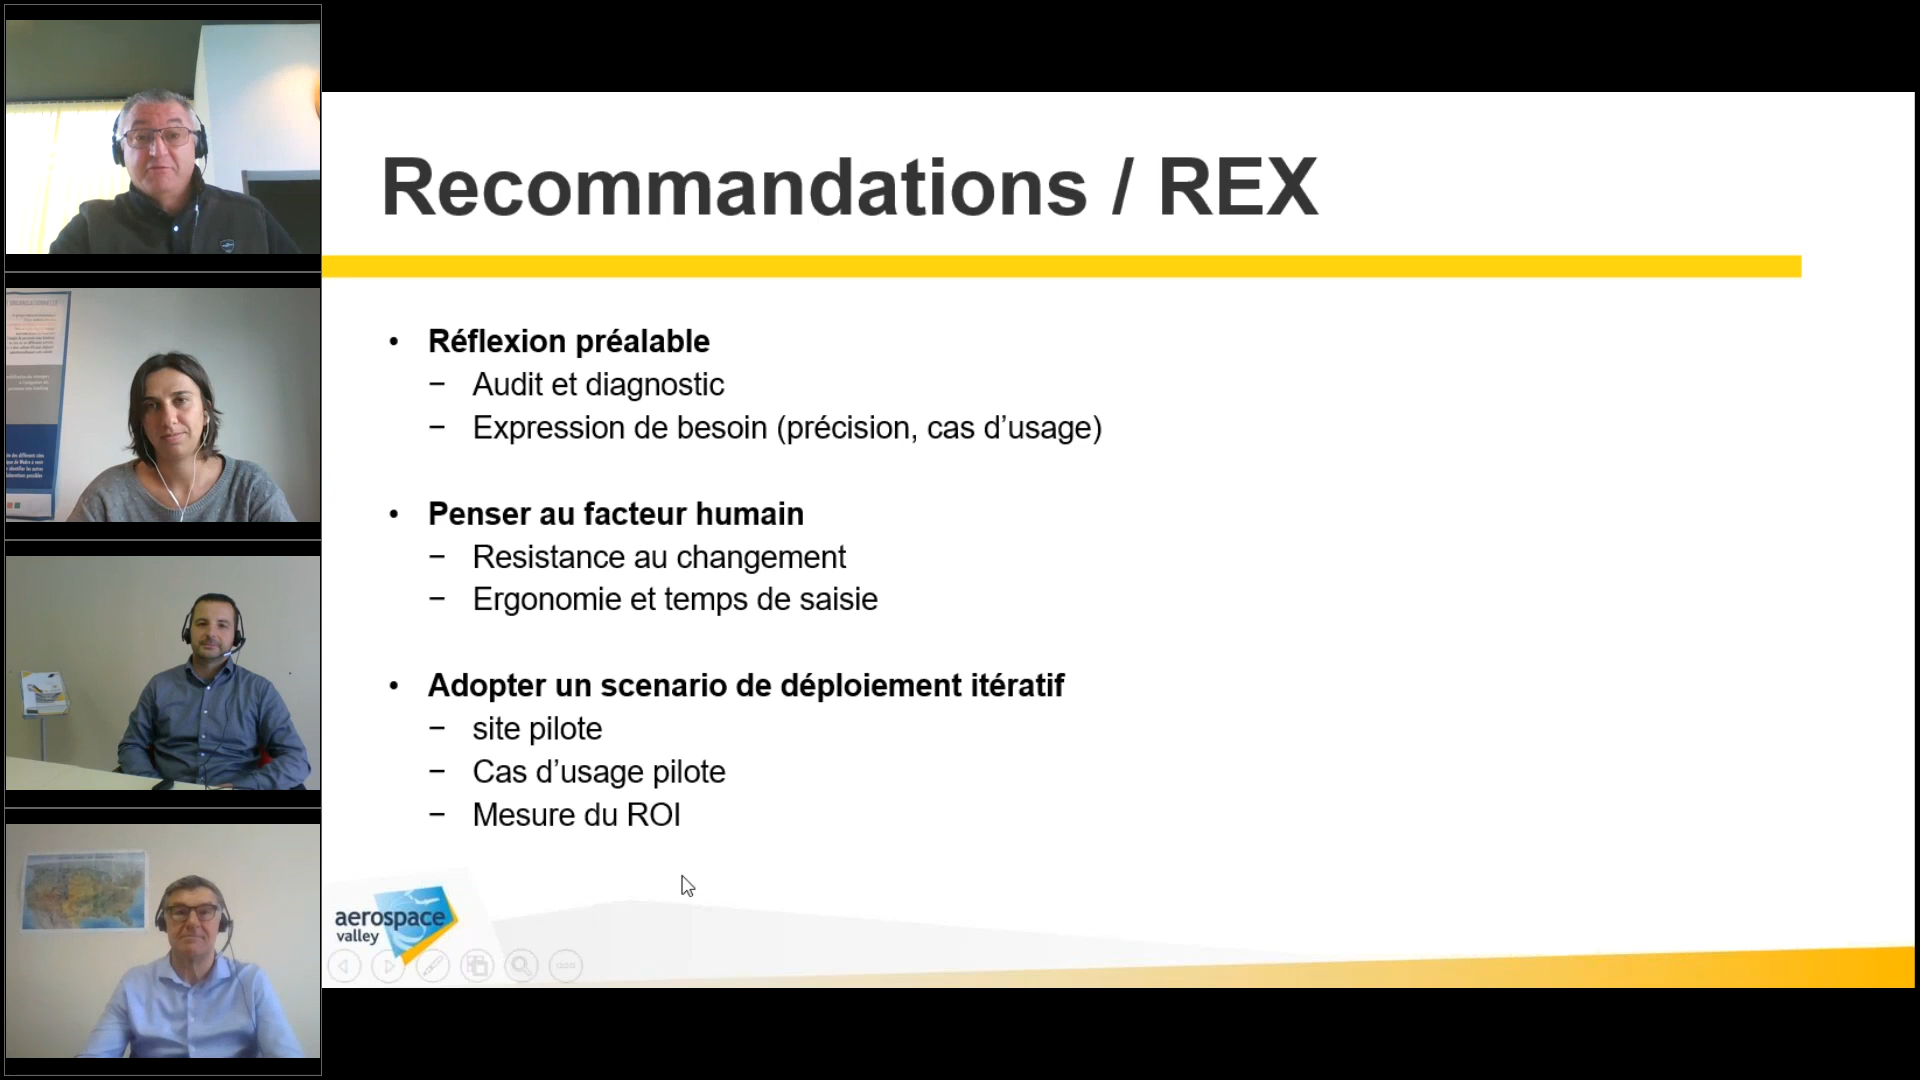 Recommandations / REX
• Réflexion préalable
− Audit et diagnostic
− Expression de besoin (précision, cas d’usage)
• Penser au facteur humain
− Resistance au changement
− Ergonomie et temps de saisie
• Adopter un scenario de déploiement itératif
− site pilote
− Cas d’usage pilote
− Mesure du ROI
aerospace
valley